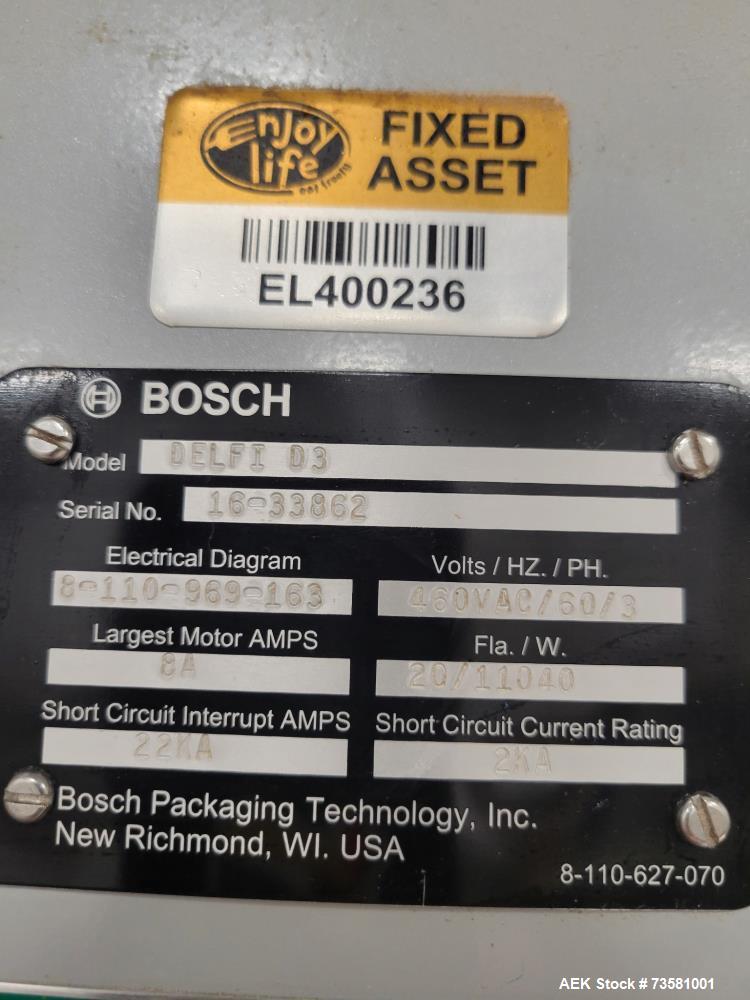 Enjoy life
eat freely
FIXED ASSET
EL400236
BOSCH
Model DELFI D3
Serial No. 16-33862
Electrical Diagram Volts / HZ. / PH.
8-110-969-163 460VAC/60/3
Largest Motor AMPS Fla. / W.
8A 20/11040
Short Circuit Interrupt AMPS Short Circuit Current Rating
22KA 2KA
Bosch Packaging Technology, Inc.
New Richmond, WI. USA
8-110-627-070
AEK Stock # 73581001